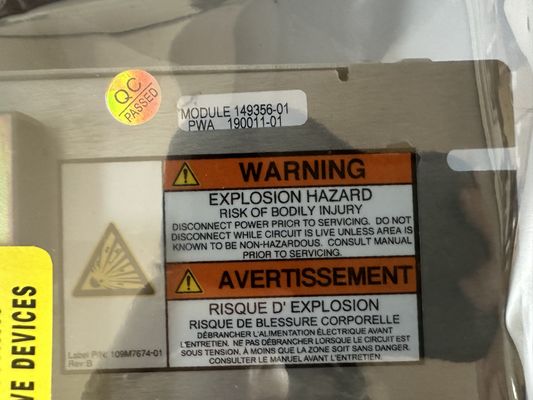 QC
PASSED
MODULE 149356-01
PWA 190011-01
WARNING
EXPLOSION HAZARD
RISK OF BODILY INJURY
DISCONNECT POWER PRIOR TO SERVICING. DO NOT
DISCONNECT WHILE CIRCUIT IS LIVE UNLESS AREA IS
KNOWN TO BE NON-HAZARDOUS. CONSULT MANUAL
PRIOR TO SERVICING.
AVERTISSEMENT
RISQUE D' EXPLOSION
RISQUE DE BLESSURE CORPORELLE
DÉBRANCHER L'ALIMENTATION ÉLECTRIQUE AVANT
L'ENTRETIEN. NE PAS DÉBRANCHER LORSQUE LE CIRCUIT EST
SOUS TENSION, À MOINS QUE LA ZONE SOIT SANS DANGER.
CONSULTER LE MANUEL AVANT L'ENTRETIEN.
Label P/N: 109M7674-01
Rev:B
VE DEVICES